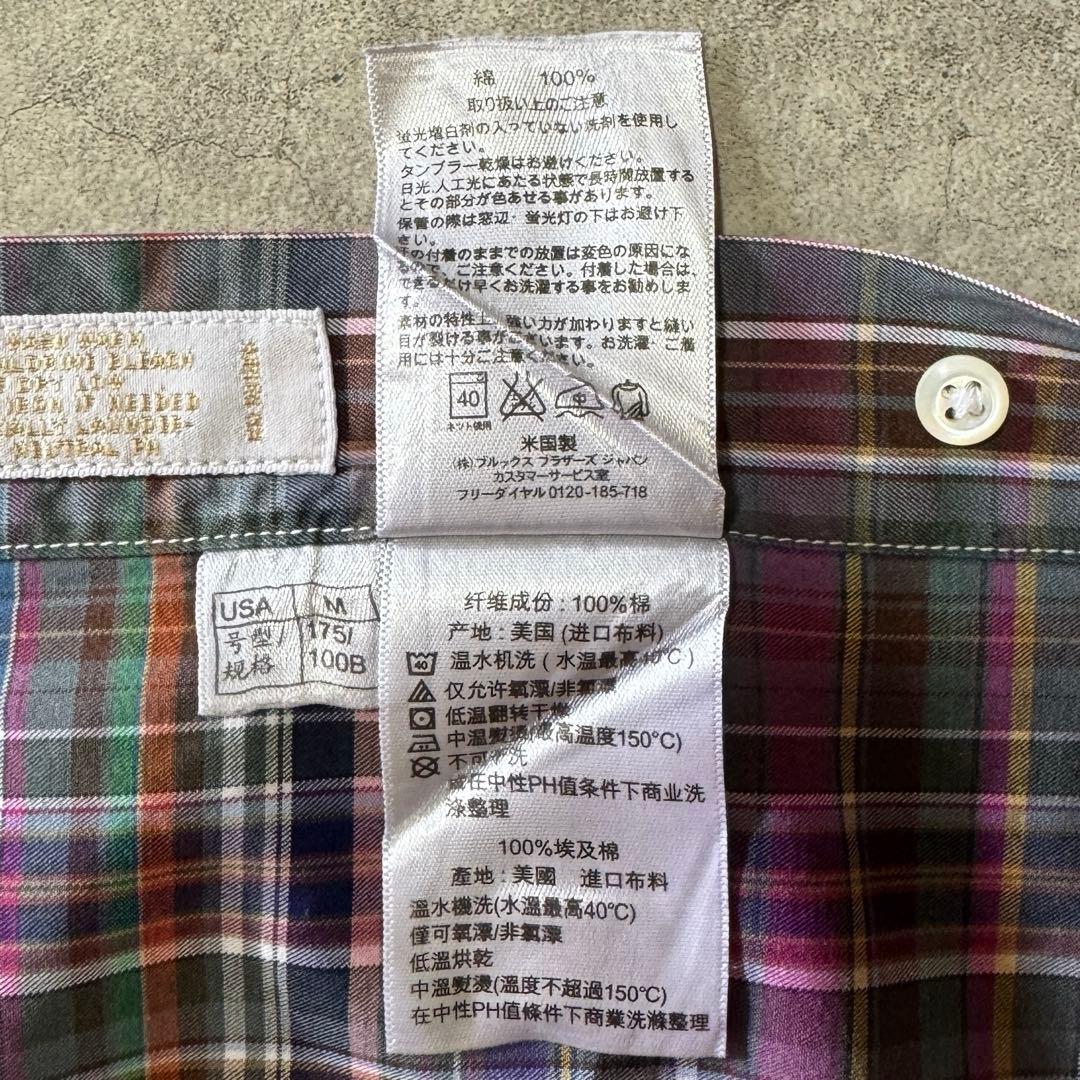 綿 100%
取り扱い上のご注意
蛍光増白剤の入っていない洗剤を使用し
てください。
タンブラー乾燥はお避けください。
日光.人工光にあたる状態で長時間放置する
とその部分が色あせる事があります。
保管の際は窓辺・蛍光灯の下はお避け下
さい。
の付着のままでの放置は変色の原因にな
るので、ご注意ください。付着した場合は、
できるだけ早くお洗濯する事をお勧めしま
す。
素材の特性上、強い力が加わりますと縫い
目が裂ける事がございます。お洗濯・ご着
用には十分ご注意ください。
40
中
ネット使用
米国製
(株)ブルックス ブラザーズ ジャパン
カスタマーサービス室
フリーダイヤル 0120-185-718
IRON IF NEEDED
USA M
号型/ 175/
规格 100B
纤维成份 : 100%棉
产地 : 美国 (进口布料)
40 温水机洗 ( 水温最高40°C )
仅允许氧漂/非氯漂
低温翻转干燥
中温熨烫(最高温度150°C)
不可干洗
或在中性PH值条件下商业洗
涤整理
100%埃及棉
產地 : 美國 進口布料
溫水機洗(水溫最高40°C)
僅可氧漂/非氯漂
低溫烘乾
中溫熨燙(溫度不超過150°C)
在中性PH值條件下商業洗滌整理